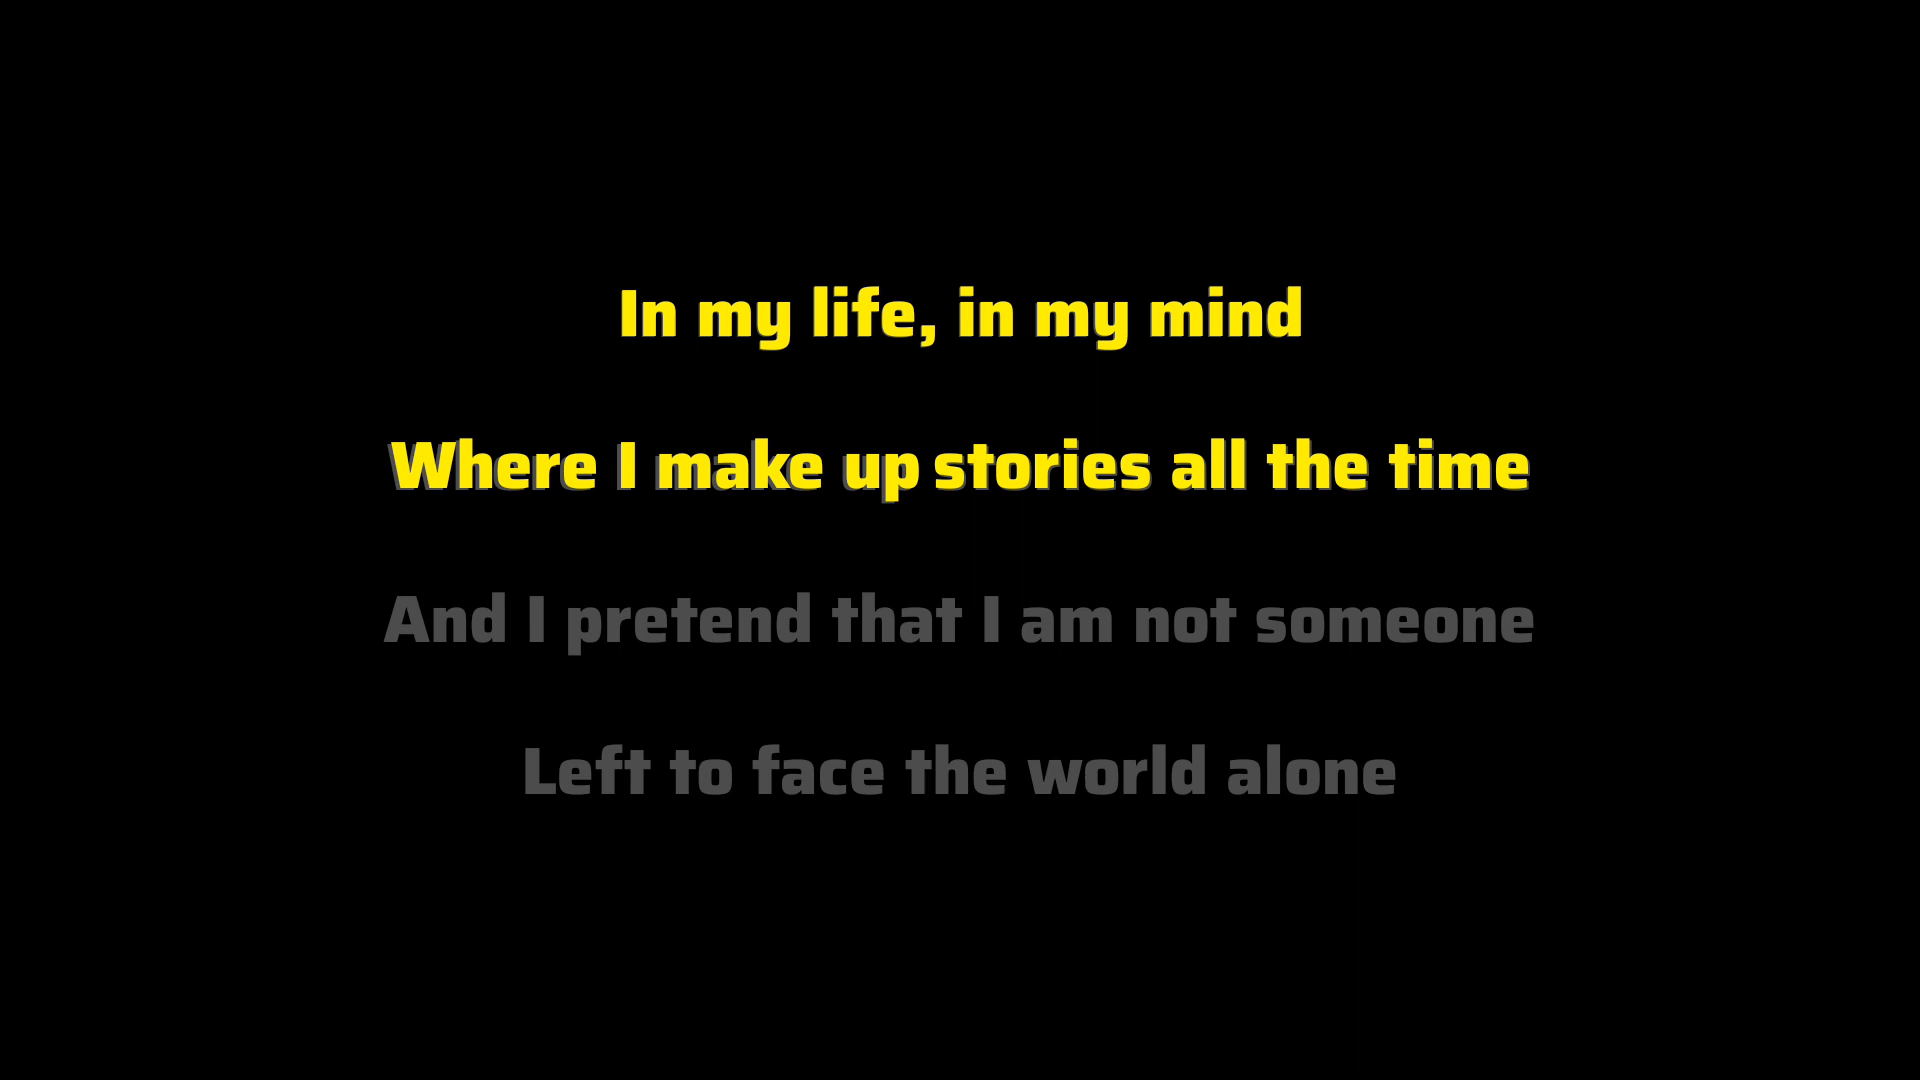 In my life, in my mind
Where I make up stories all the time
And I pretend that I am not someone
Left to face the world alone